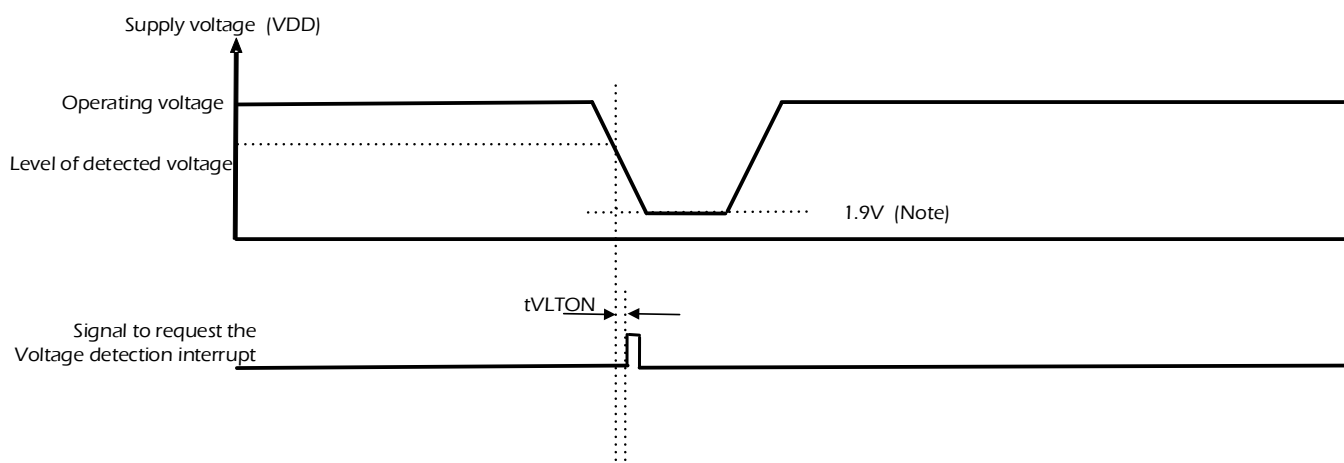 Supply voltage (VDD)
Operating voltage
Level of detected voltage
1.9V (Note)
tVLTON
Signal to request the
Voltage detection interrupt